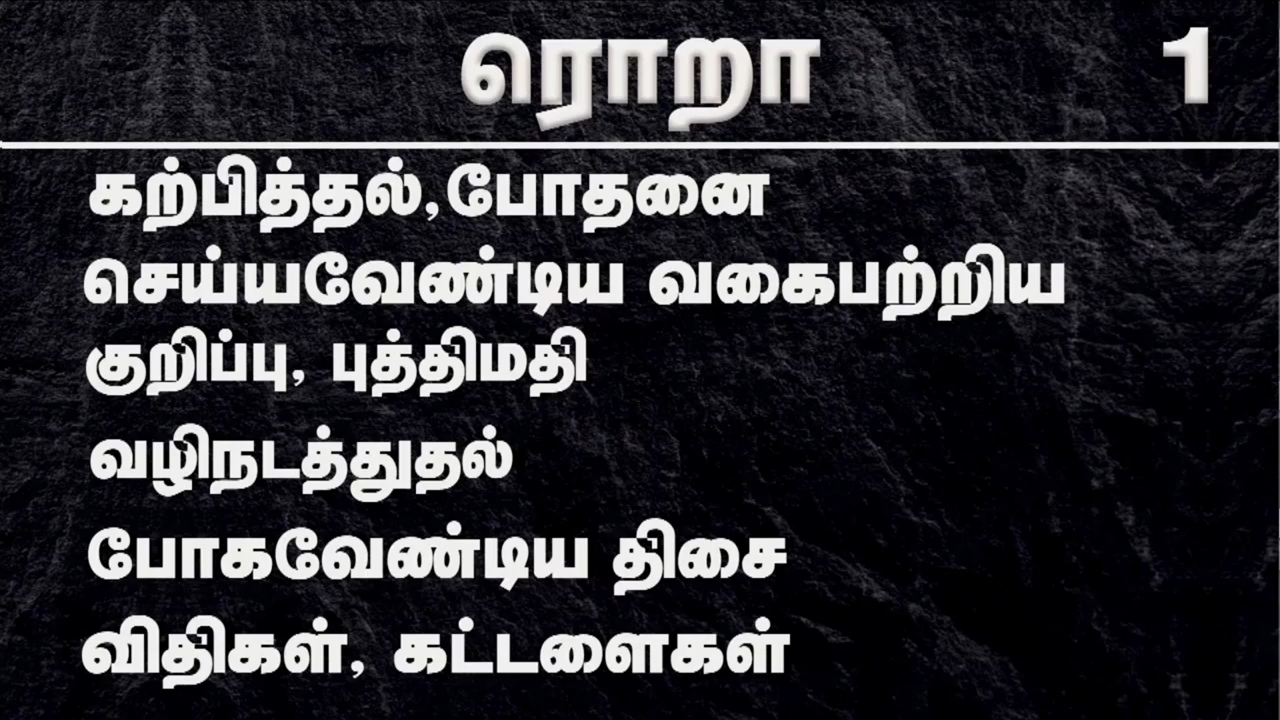 ரொறா
1
கற்பித்தல்,போதனை
செய்யவேண்டிய வகைபற்றிய
குறிப்பு, புத்திமதி
வழிநடத்துதல்
போகவேண்டிய திசை
விதிகள், கட்டளைகள்